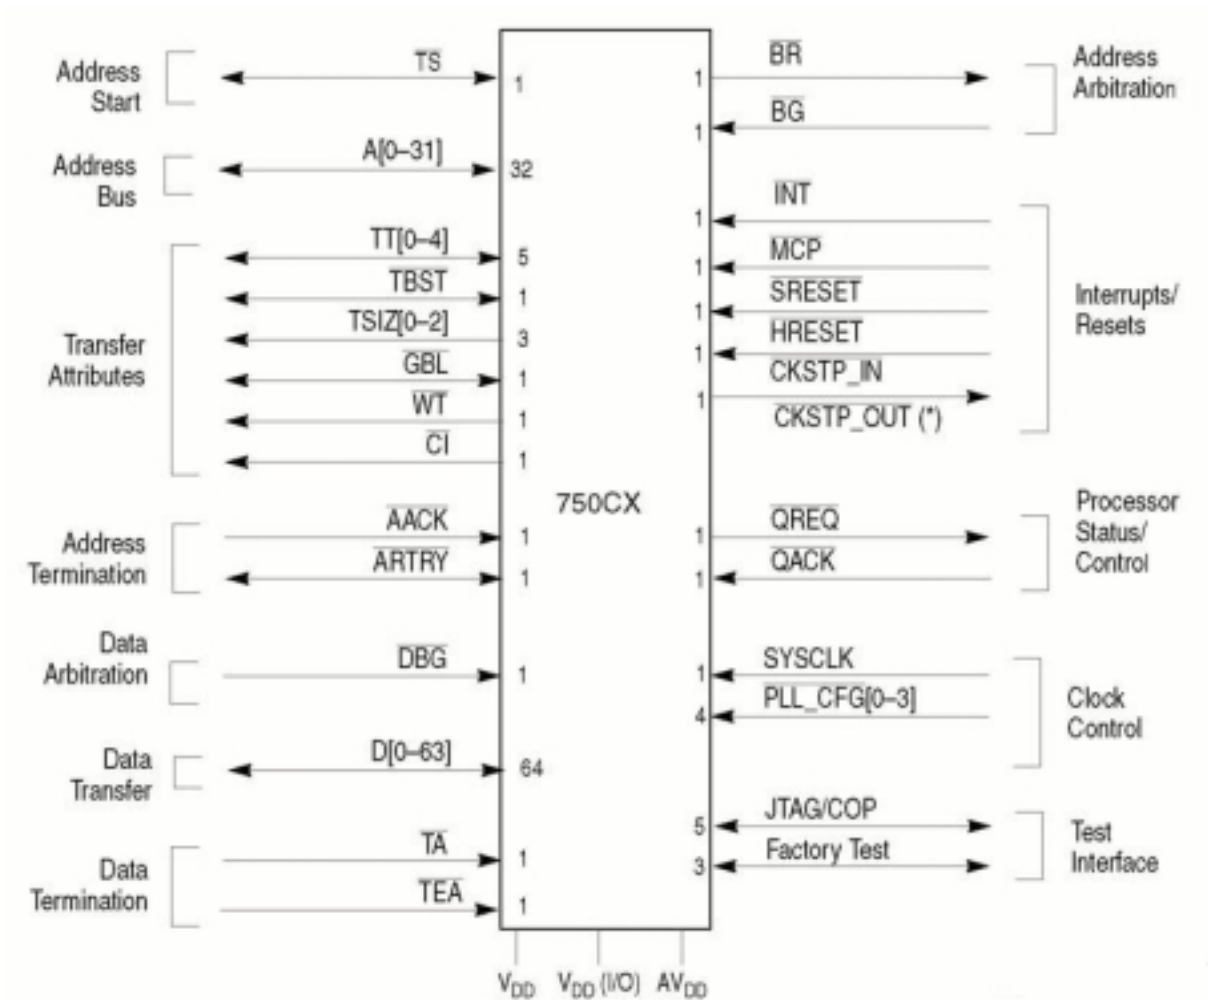 Address
Start
TS
1
Address
Bus
A[0–31]
32
Transfer
Attributes
TT[0–4]
5
TBST
1
TSIZ[0–2]
3
GBL
1
WT
1
CI
1
Address
Termination
AACK
1
ARTRY
1
Data
Arbitration
DBG
1
Data
Transfer
D[0–63]
64
Data
Termination
TA
1
TEA
1
750CX
1
BR
1
BG
Address
Arbitration
1
INT
1
MCP
1
SRESET
1
HRESET
CKSTP_IN
1
CKSTP_OUT (*)
Interrupts/
Resets
1
QREQ
1
QACK
Processor
Status/
Control
1
SYSCLK
4
PLL_CFG[0–3]
Clock
Control
5
JTAG/COP
3
Factory Test
Test
Interface
VDD VDD (I/O) AVDD